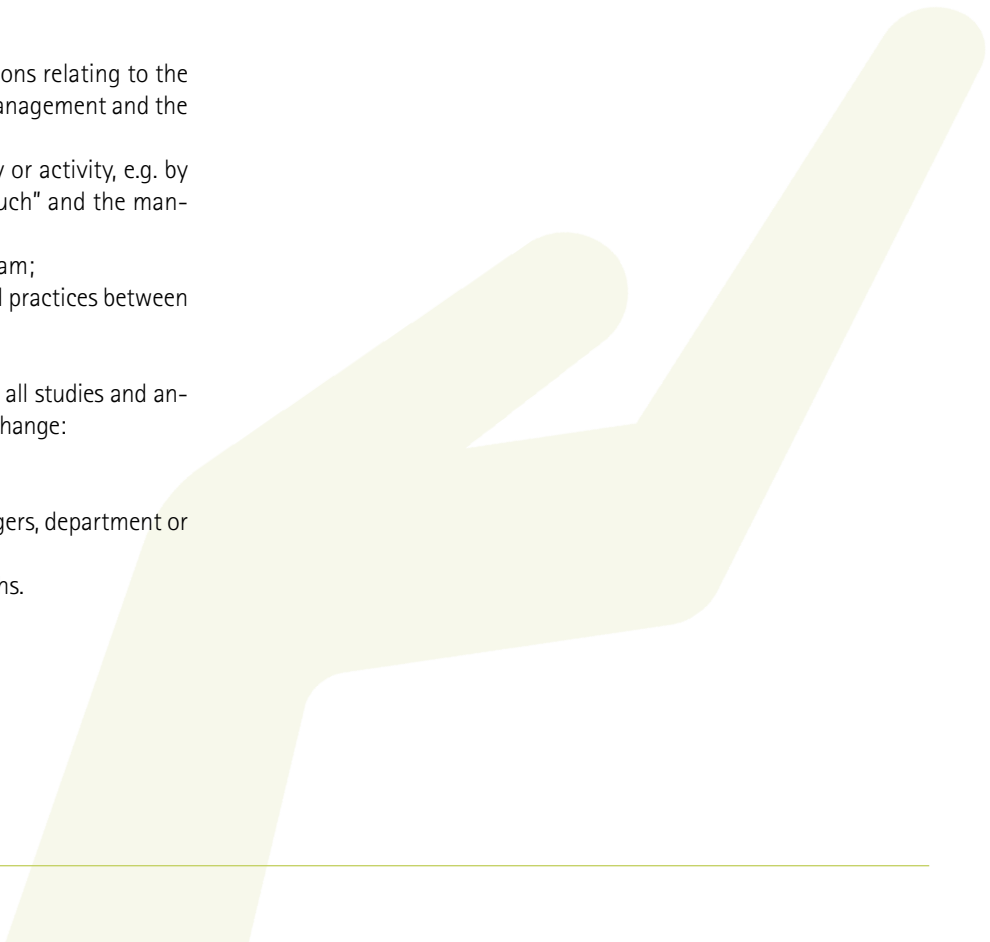 ons relating to the
anagement and the
or activity, e.g. by
uch" and the man-
am;
practices between
all studies and an-
hange:
gers, department or
ns.